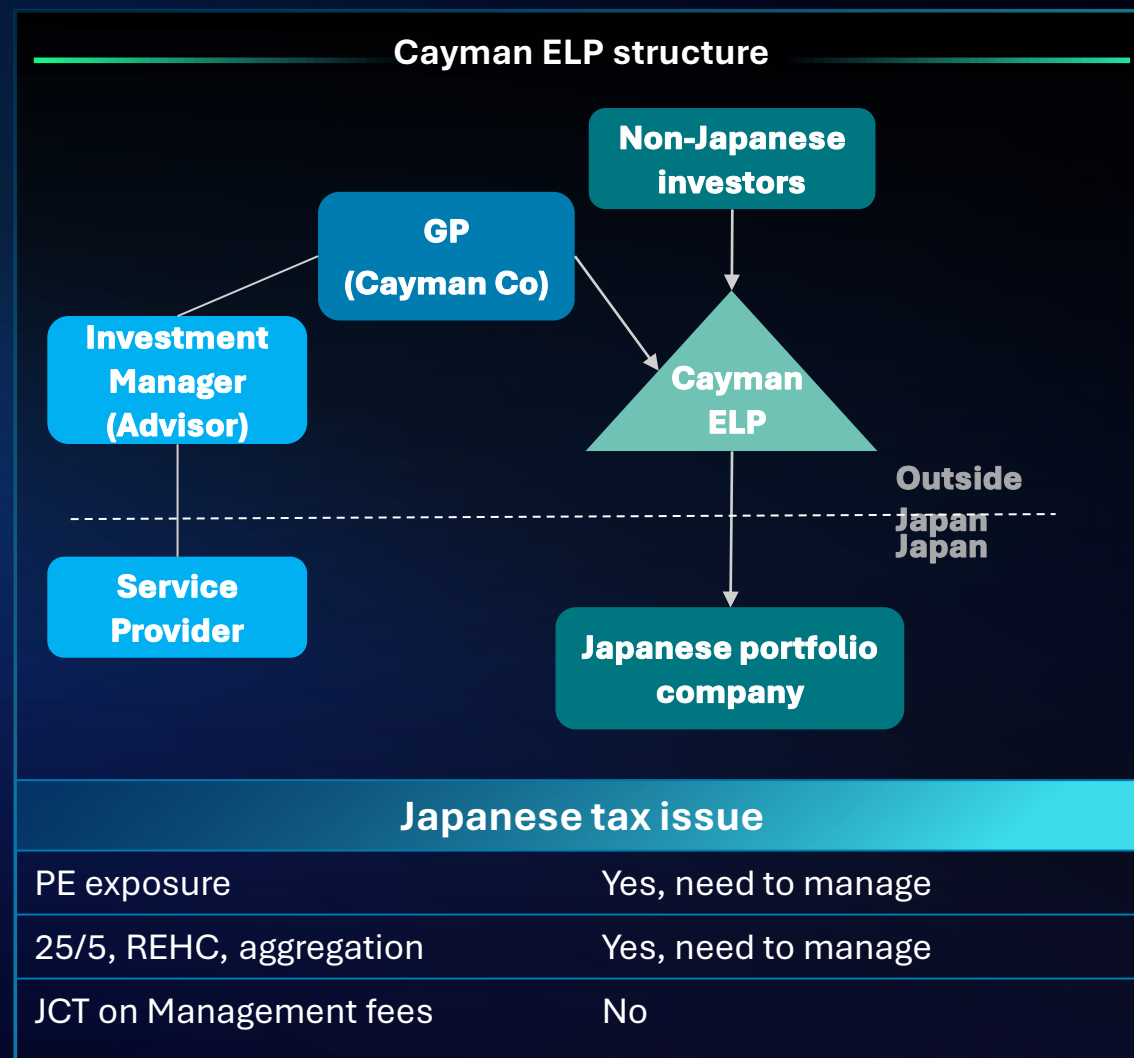 Cayman ELP structure
Non-Japanese
investors
GP
(Cayman Co)
Investment
Manager
(Advisor)
Cayman
ELP
Outside
Japan
Japan
Service
Provider
Japanese portfolio
company
Japanese tax issue
PE exposure Yes, need to manage
25/5, REHC, aggregation Yes, need to manage
JCT on Management fees No